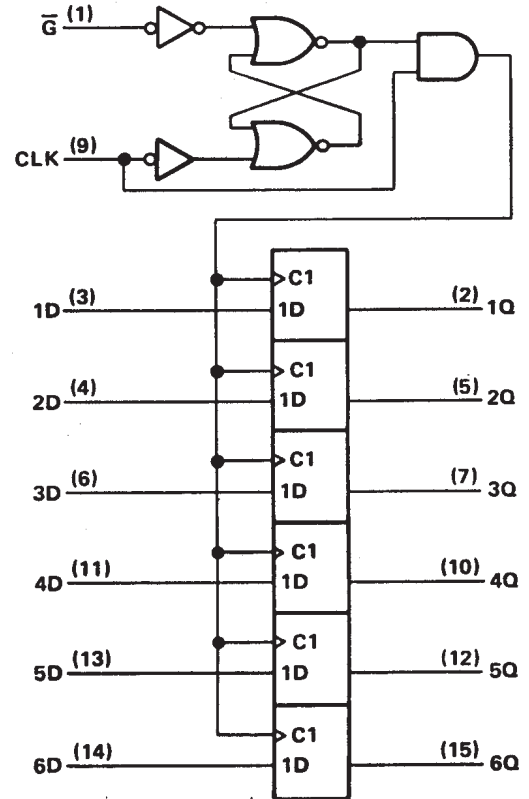 G̅ (1)
CLK (9)
C1
1D (3) 1D (2) 1Q
C1
2D (4) 1D (5) 2Q
C1
3D (6) 1D (7) 3Q
C1
4D (11) 1D (10) 4Q
C1
5D (13) 1D (12) 5Q
C1
6D (14) 1D (15) 6Q